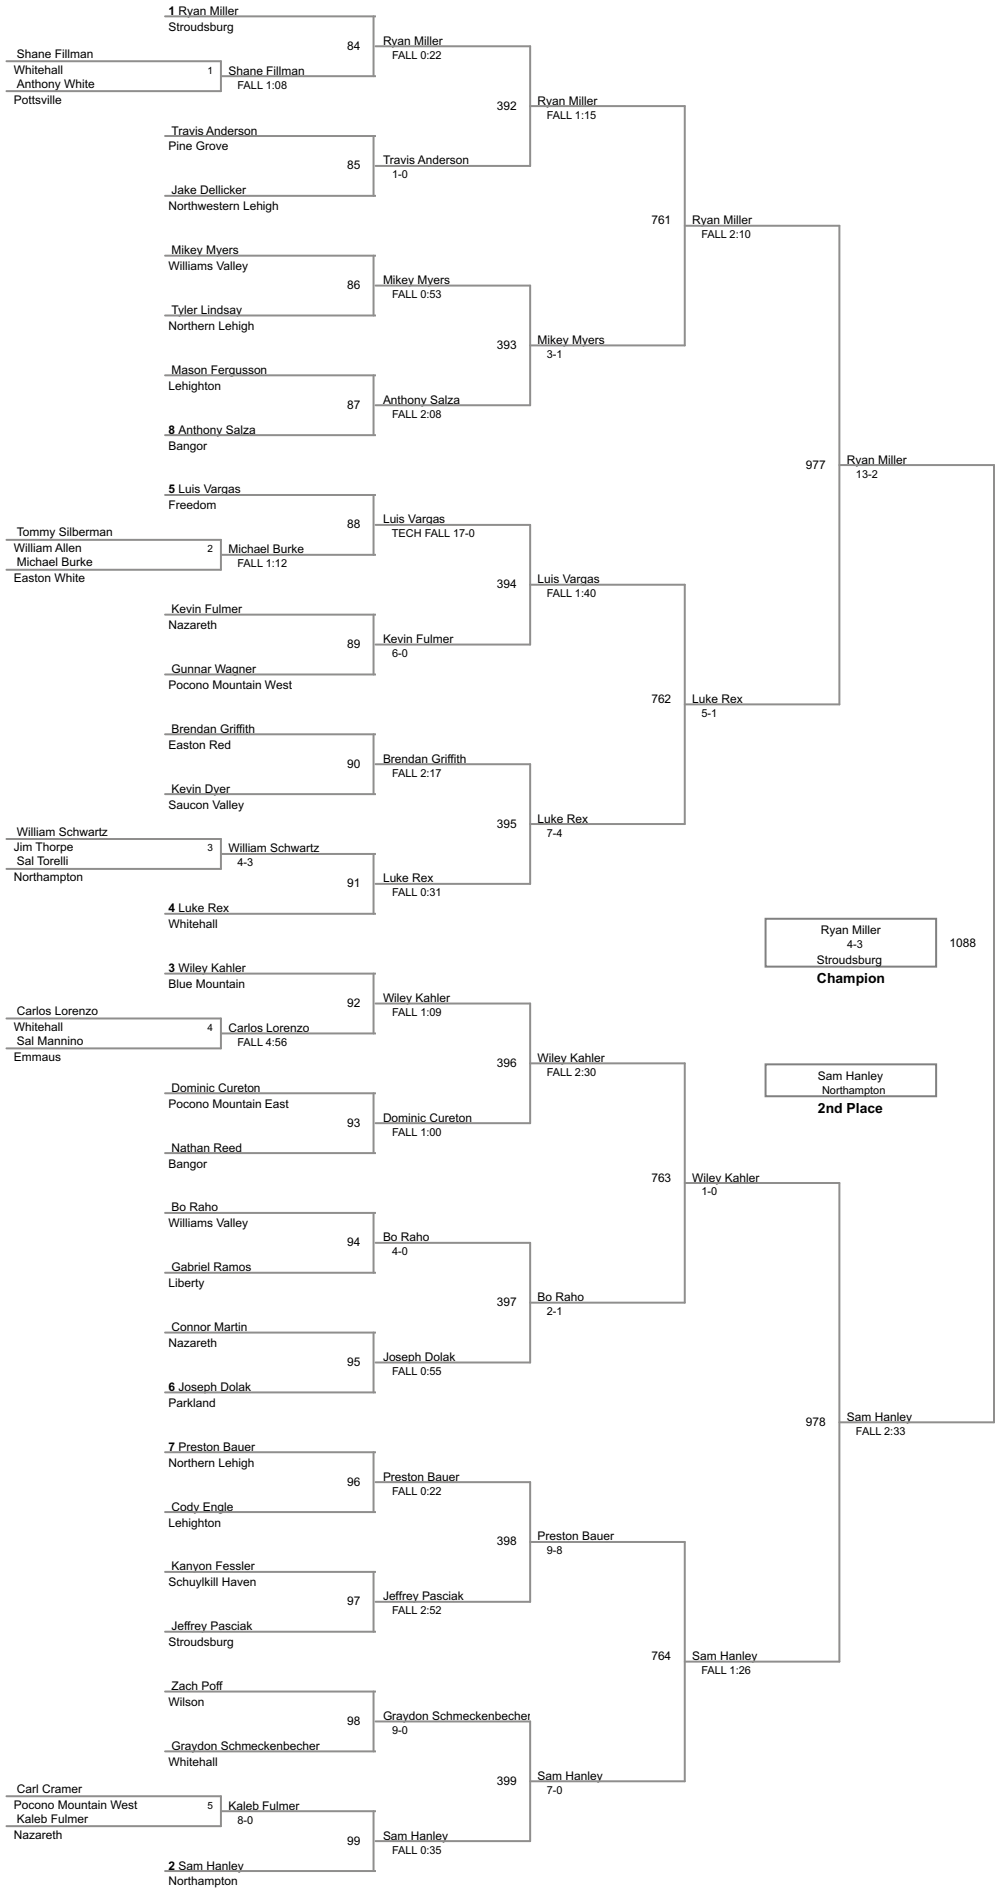 1 Ryan Miller
Stroudsburg
84
Ryan Miller
FALL 0:22
Shane Fillman
Whitehall
1
Anthony White
Pottsville
Shane Fillman
FALL 1:08
392
Ryan Miller
FALL 1:15
Travis Anderson
Pine Grove
85
Travis Anderson
1-0
Jake Dellicker
Northwestern Lehigh
761
Ryan Miller
FALL 2:10
Mikey Myers
Williams Valley
86
Mikey Myers
FALL 0:53
Tyler Lindsay
Northern Lehigh
393
Mikey Myers
3-1
Mason Fergusson
Lehighton
87
Anthony Salza
FALL 2:08
8 Anthony Salza
Bangor
977
Ryan Miller
13-2
5 Luis Vargas
Freedom
88
Luis Vargas
TECH FALL 17-0
Tommy Silberman
William Allen
2
Michael Burke
Easton White
Michael Burke
FALL 1:12
394
Luis Vargas
FALL 1:40
Kevin Fulmer
Nazareth
89
Kevin Fulmer
6-0
Gunnar Wagner
Pocono Mountain West
762
Luke Rex
5-1
Brendan Griffith
Easton Red
90
Brendan Griffith
FALL 2:17
Kevin Dyer
Saucon Valley
395
Luke Rex
7-4
William Schwartz
Jim Thorpe
3
Sal Torelli
Northampton
William Schwartz
4-3
91
Luke Rex
FALL 0:31
4 Luke Rex
Whitehall
Ryan Miller
4-3
Stroudsburg
1088
Champion
3 Wiley Kahler
Blue Mountain
92
Wiley Kahler
FALL 1:09
Carlos Lorenzo
Whitehall
4
Sal Mannino
Emmaus
Carlos Lorenzo
FALL 4:56
396
Wiley Kahler
FALL 2:30
Sam Hanley
Northampton
2nd Place
Dominic Cureton
Pocono Mountain East
93
Dominic Cureton
FALL 1:00
Nathan Reed
Bangor
763
Wiley Kahler
1-0
Bo Raho
Williams Valley
94
Bo Raho
4-0
Gabriel Ramos
Liberty
397
Bo Raho
2-1
Connor Martin
Nazareth
95
Joseph Dolak
FALL 0:55
6 Joseph Dolak
Parkland
978
Sam Hanley
FALL 2:33
7 Preston Bauer
Northern Lehigh
96
Preston Bauer
FALL 0:22
Cody Engle
Lehighton
398
Preston Bauer
9-8
Kanyon Fessler
Schuylkill Haven
97
Jeffrey Pasciak
FALL 2:52
Jeffrey Pasciak
Stroudsburg
764
Sam Hanley
FALL 1:26
Zach Poff
Wilson
98
Graydon Schmeckenbecher
9-0
Graydon Schmeckenbecher
Whitehall
399
Sam Hanley
7-0
Carl Cramer
Pocono Mountain West
5
Kaleb Fulmer
Nazareth
Kaleb Fulmer
8-0
99
Sam Hanley
FALL 0:35
2 Sam Hanley
Northampton